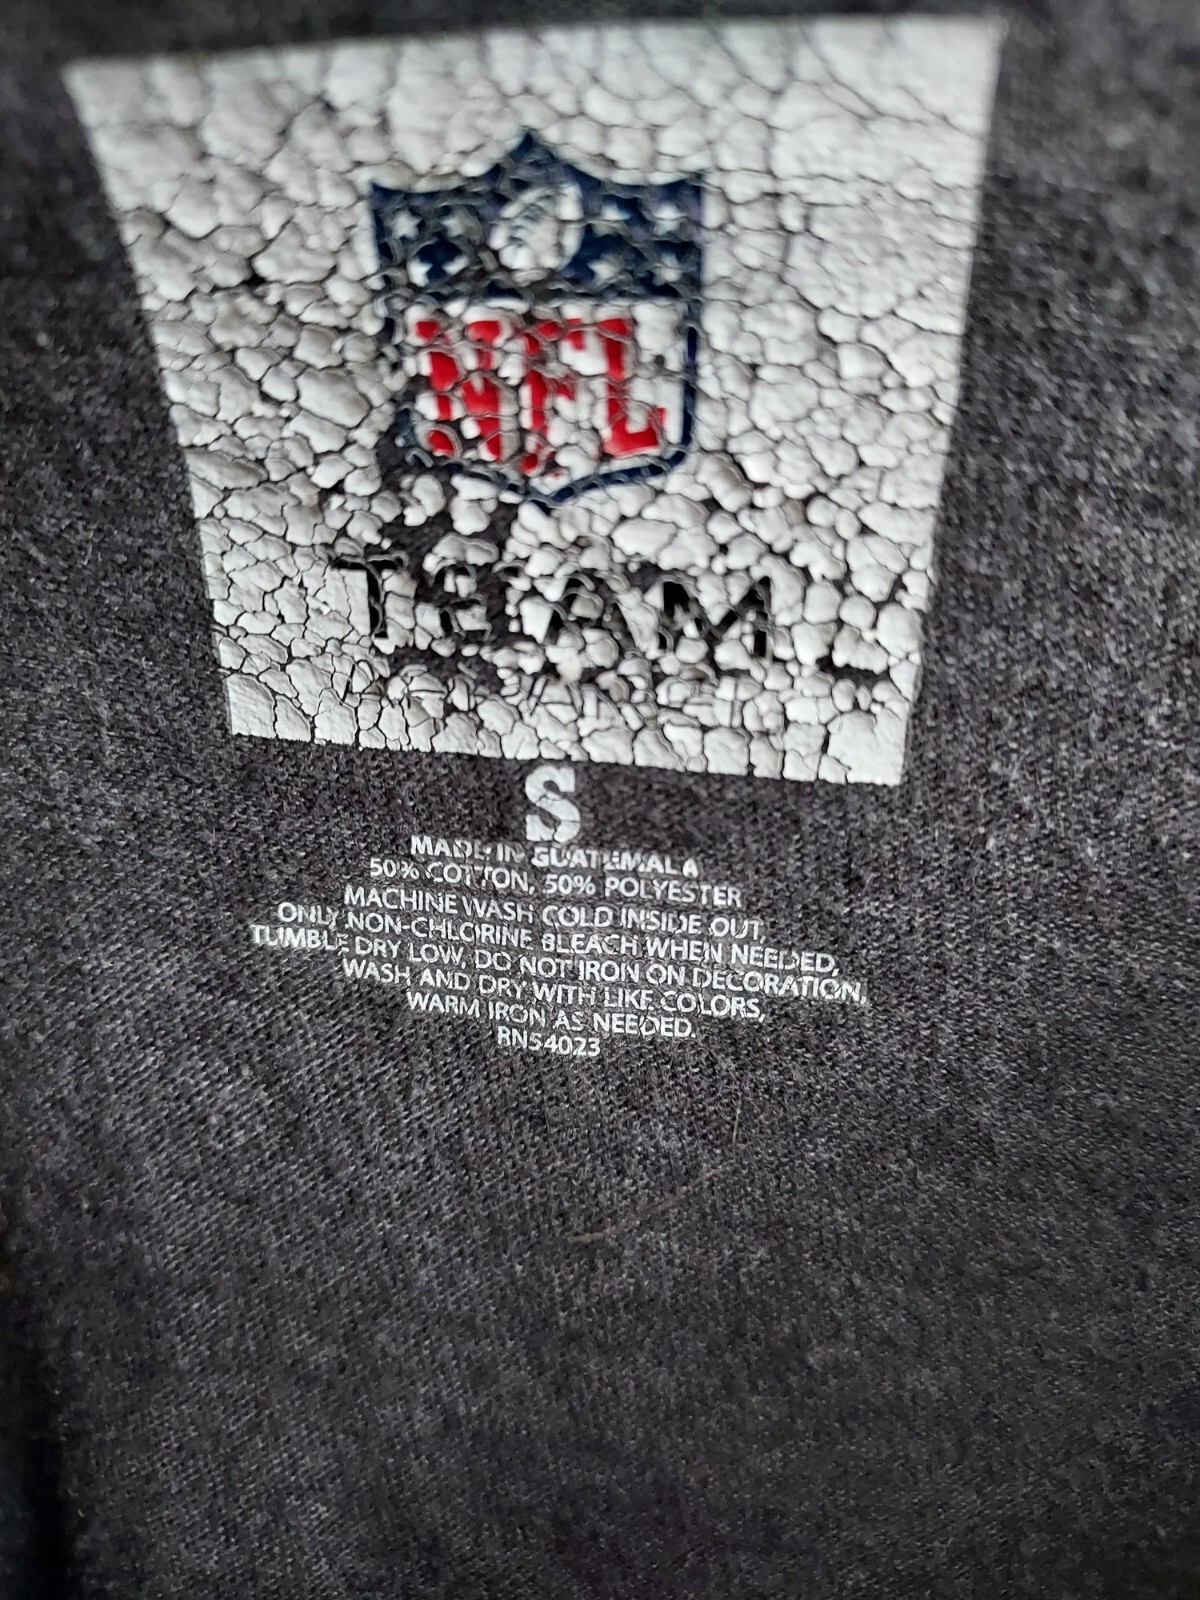 NFL
TEAM
APPAREL
S
MADE IN GUATEMALA
50% COTTON, 50% POLYESTER
MACHINE WASH COLD INSIDE OUT,
ONLY NON-CHLORINE BLEACH WHEN NEEDED,
TUMBLE DRY LOW, DO NOT IRON ON DECORATION,
WASH AND DRY WITH LIKE COLORS,
WARM IRON AS NEEDED.
RN54023